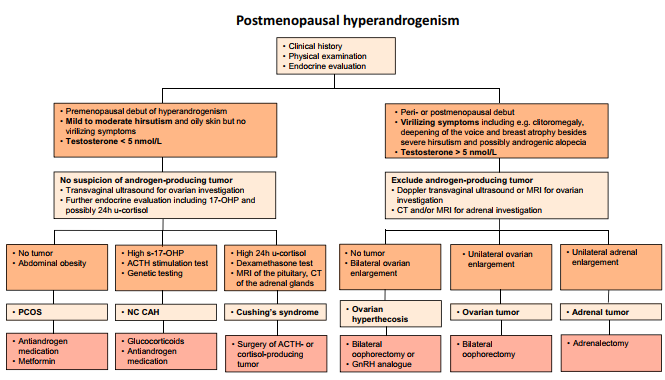 Postmenopausal hyperandrogenism
• Clinical history
• Physical examination
• Endocrine evaluation
• Premenopausal debut of hyperandrogenism
• Mild to moderate hirsutism and oily skin but no
virilizing symptoms
• Testosterone < 5 nmol/L
• Peri- or postmenopausal debut
• Virilizing symptoms including e.g. clitoromegaly,
deepening of the voice and breast atrophy besides
severe hirsutism and possibly androgenic alopecia
• Testosterone > 5 nmol/L
No suspicion of androgen-producing tumor
• Transvaginal ultrasound for ovarian investigation
• Further endocrine evaluation including 17-OHP and
possibly 24h u-cortisol
Exclude androgen-producing tumor
• Doppler transvaginal ultrasound or MRI for ovarian
investigation
• CT and/or MRI for adrenal investigation
• No tumor
• Abdominal obesity
• High s-17-OHP
• ACTH stimulation test
• Genetic testing
• High 24h u-cortisol
• Dexamethasone test
• MRI of the pituitary, CT
of the adrenal glands
• No tumor
• Bilateral ovarian
enlargement
• Unilateral ovarian
enlargement
• Unilateral adrenal
enlargement
• PCOS
• NC CAH
• Cushing's syndrome
• Ovarian
hyperthecosis
• Ovarian tumor
• Adrenal tumor
• Antiandrogen
medication
• Metformin
• Glucocorticoids
• Antiandrogen
medication
• Surgery of ACTH- or
cortisol-producing
tumor
• Bilateral
oophorectomy or
• GnRH analogue
• Bilateral
oophorectomy
• Adrenalectomy